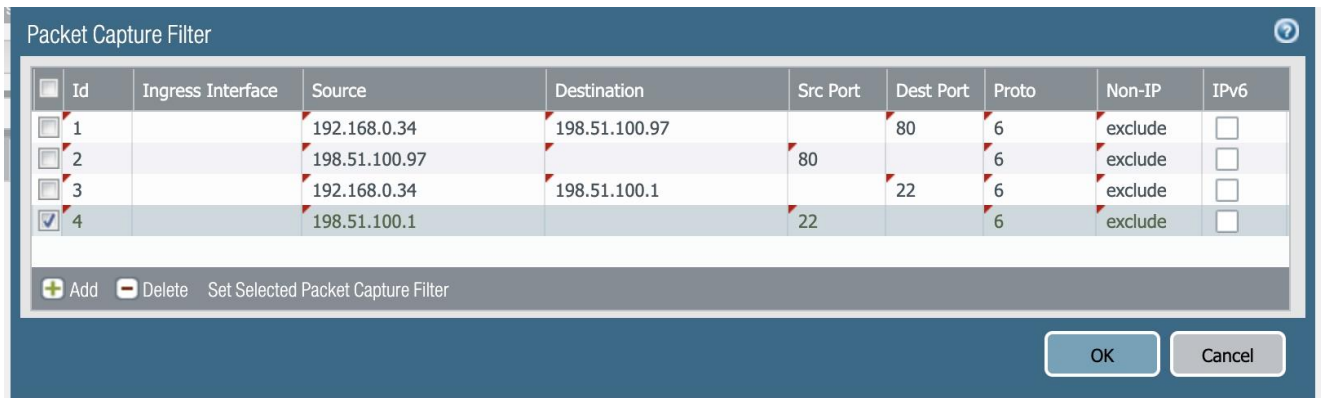 Packet Capture Filter
Id Ingress Interface Source Destination Src Port Dest Port Proto Non-IP IPv6
1 192.168.0.34 198.51.100.97 80 6 exclude
2 198.51.100.97 80 6 exclude
3 192.168.0.34 198.51.100.1 22 6 exclude
4 198.51.100.1 22 6 exclude
Add Delete Set Selected Packet Capture Filter
OK Cancel